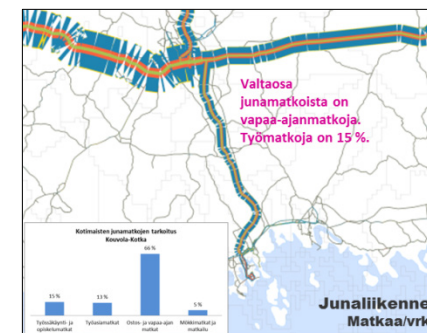 Valtaosa
junamatkoista on
vapaa-ajanmatkoja.
Työmatkoja on 15 %.
Kotimaisten junamatkojen tarkoitus
Kouvola-Kotka
66 %
15 %
13 %
5 %
Työssäkäynti- ja
opiskelumatkat
Työasiamatkat
Ostos- ja vapaa-ajan
matkat
Mökkimatkat ja
matkailu
Junaliikenne
Matkaa/vrk